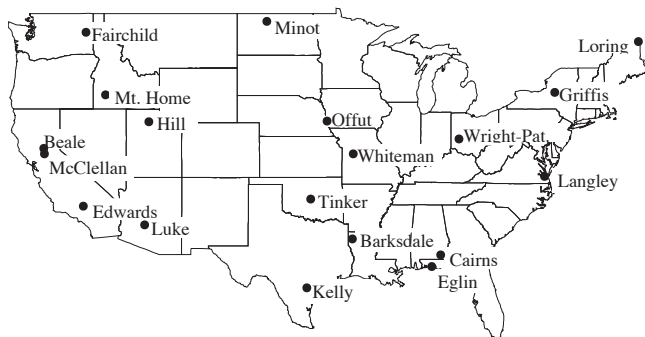 Fairchild
Minot
Loring
Mt. Home
Griffis
Hill
Offut
Beale
Wright-Pat
McClellan
Whiteman
Langley
Edwards
Tinker
Luke
Barksdale
Cairns
Eglin
Kelly